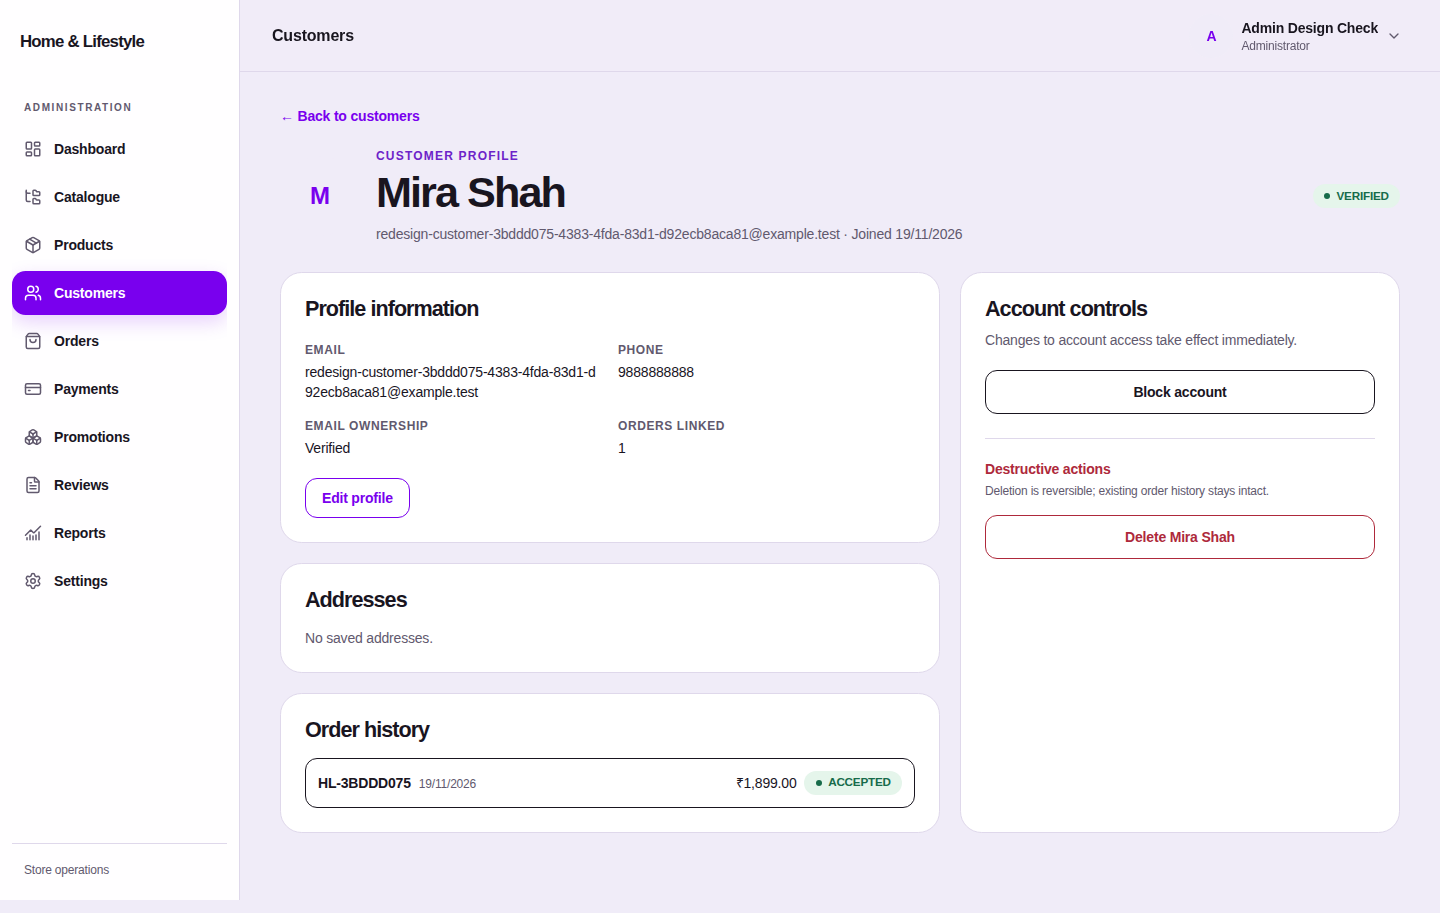 Home & Lifestyle
ADMINISTRATION
Dashboard
Catalogue
Products
Customers
Orders
Payments
Promotions
Reviews
Reports
Settings
Store operations
Customers
A
Admin Design Check
Administrator
← Back to customers
M
CUSTOMER PROFILE
Mira Shah
redesign-customer-3bddd075-4383-4fda-83d1-d92ecb8aca81@example.test · Joined 19/11/2026
VERIFIED
Profile information
EMAIL
redesign-customer-3bddd075-4383-4fda-83d1-d
92ecb8aca81@example.test
PHONE
9888888888
EMAIL OWNERSHIP
Verified
ORDERS LINKED
1
Edit profile
Addresses
No saved addresses.
Order history
HL-3BDDD075 19/11/2026 ₹1,899.00 ACCEPTED
Account controls
Changes to account access take effect immediately.
Block account
Destructive actions
Deletion is reversible; existing order history stays intact.
Delete Mira Shah